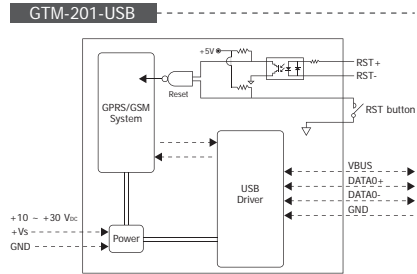 GTM-201-USB
+5V
RST+
RST-
Reset
GPRS/GSM
System
RST button
USB
Driver
VBUS
DATA0+
DATA0-
GND
+10 ~ +30 VDC
+Vs
GND
Power